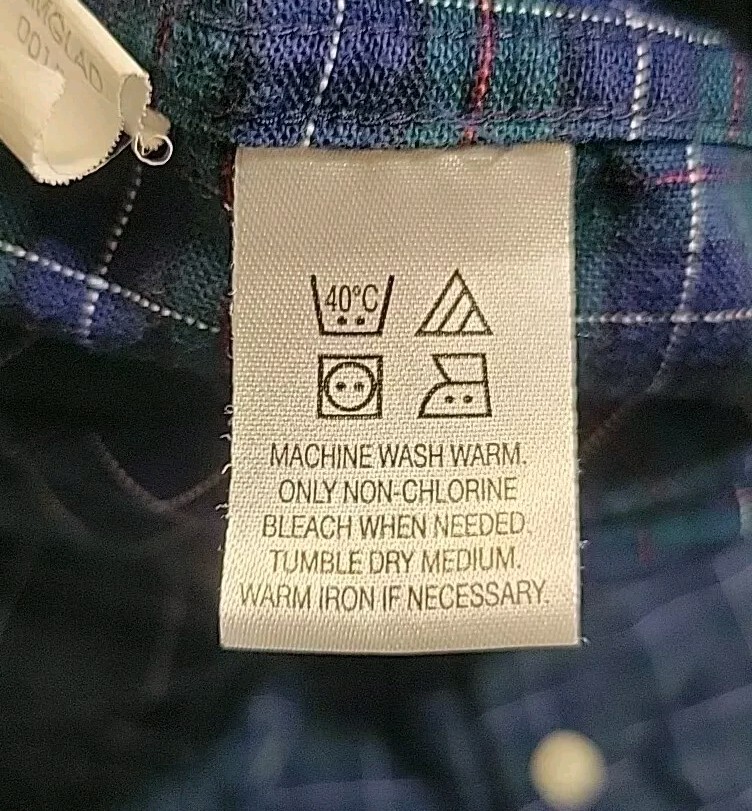 40°C
MACHINE WASH WARM.
ONLY NON-CHLORINE
BLEACH WHEN NEEDED.
TUMBLE DRY MEDIUM.
WARM IRON IF NECESSARY.